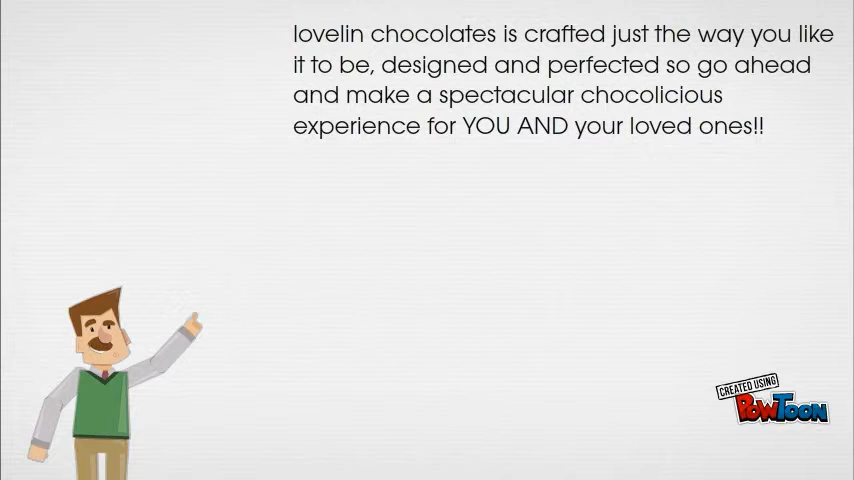 lovelin chocolates is crafted just the way you like
it to be, designed and perfected so go ahead
and make a spectacular chocolicious
experience for YOU AND your loved ones!!
CREATED USING
POWTOON